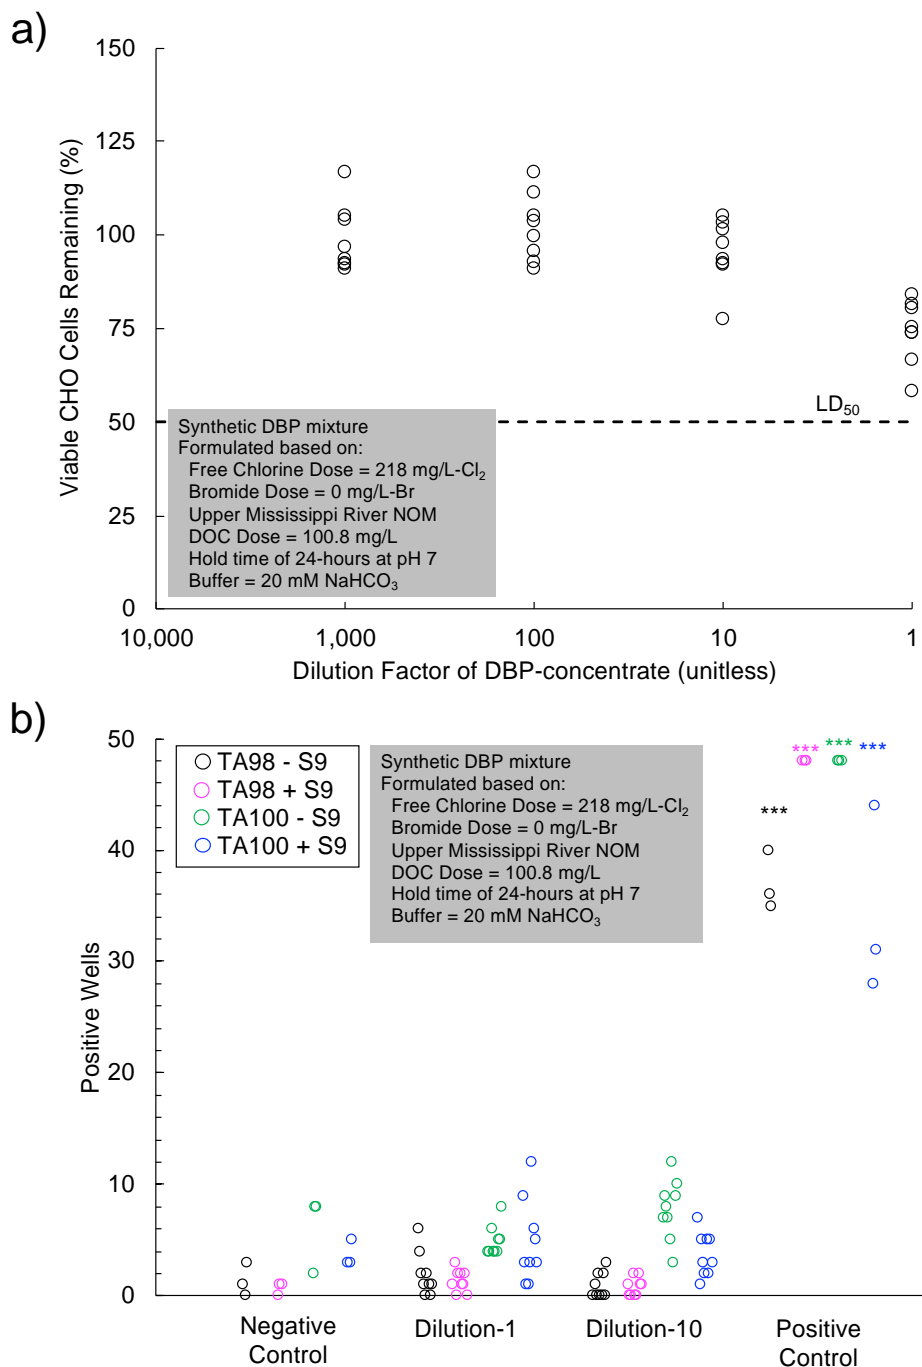 a)
150
125
100
75
50
25
0
Viable CHO Cells Remaining (%)
LD50
Synthetic DBP mixture
Formulated based on:
Free Chlorine Dose = 218 mg/L-Cl2
Bromide Dose = 0 mg/L-Br
Upper Mississippi River NOM
DOC Dose = 100.8 mg/L
Hold time of 24-hours at pH 7
Buffer = 20 mM NaHCO3
10,000 1,000 100 10 1
Dilution Factor of DBP-concentrate (unitless)
b)
50
40
30
20
10
0
Positive Wells
TA98 - S9
TA98 + S9
TA100 - S9
TA100 + S9
Synthetic DBP mixture
Formulated based on:
Free Chlorine Dose = 218 mg/L-Cl2
Bromide Dose = 0 mg/L-Br
Upper Mississippi River NOM
DOC Dose = 100.8 mg/L
Hold time of 24-hours at pH 7
Buffer = 20 mM NaHCO3
*** *** ***
***
Negative Control
Dilution-1
Dilution-10
Positive Control